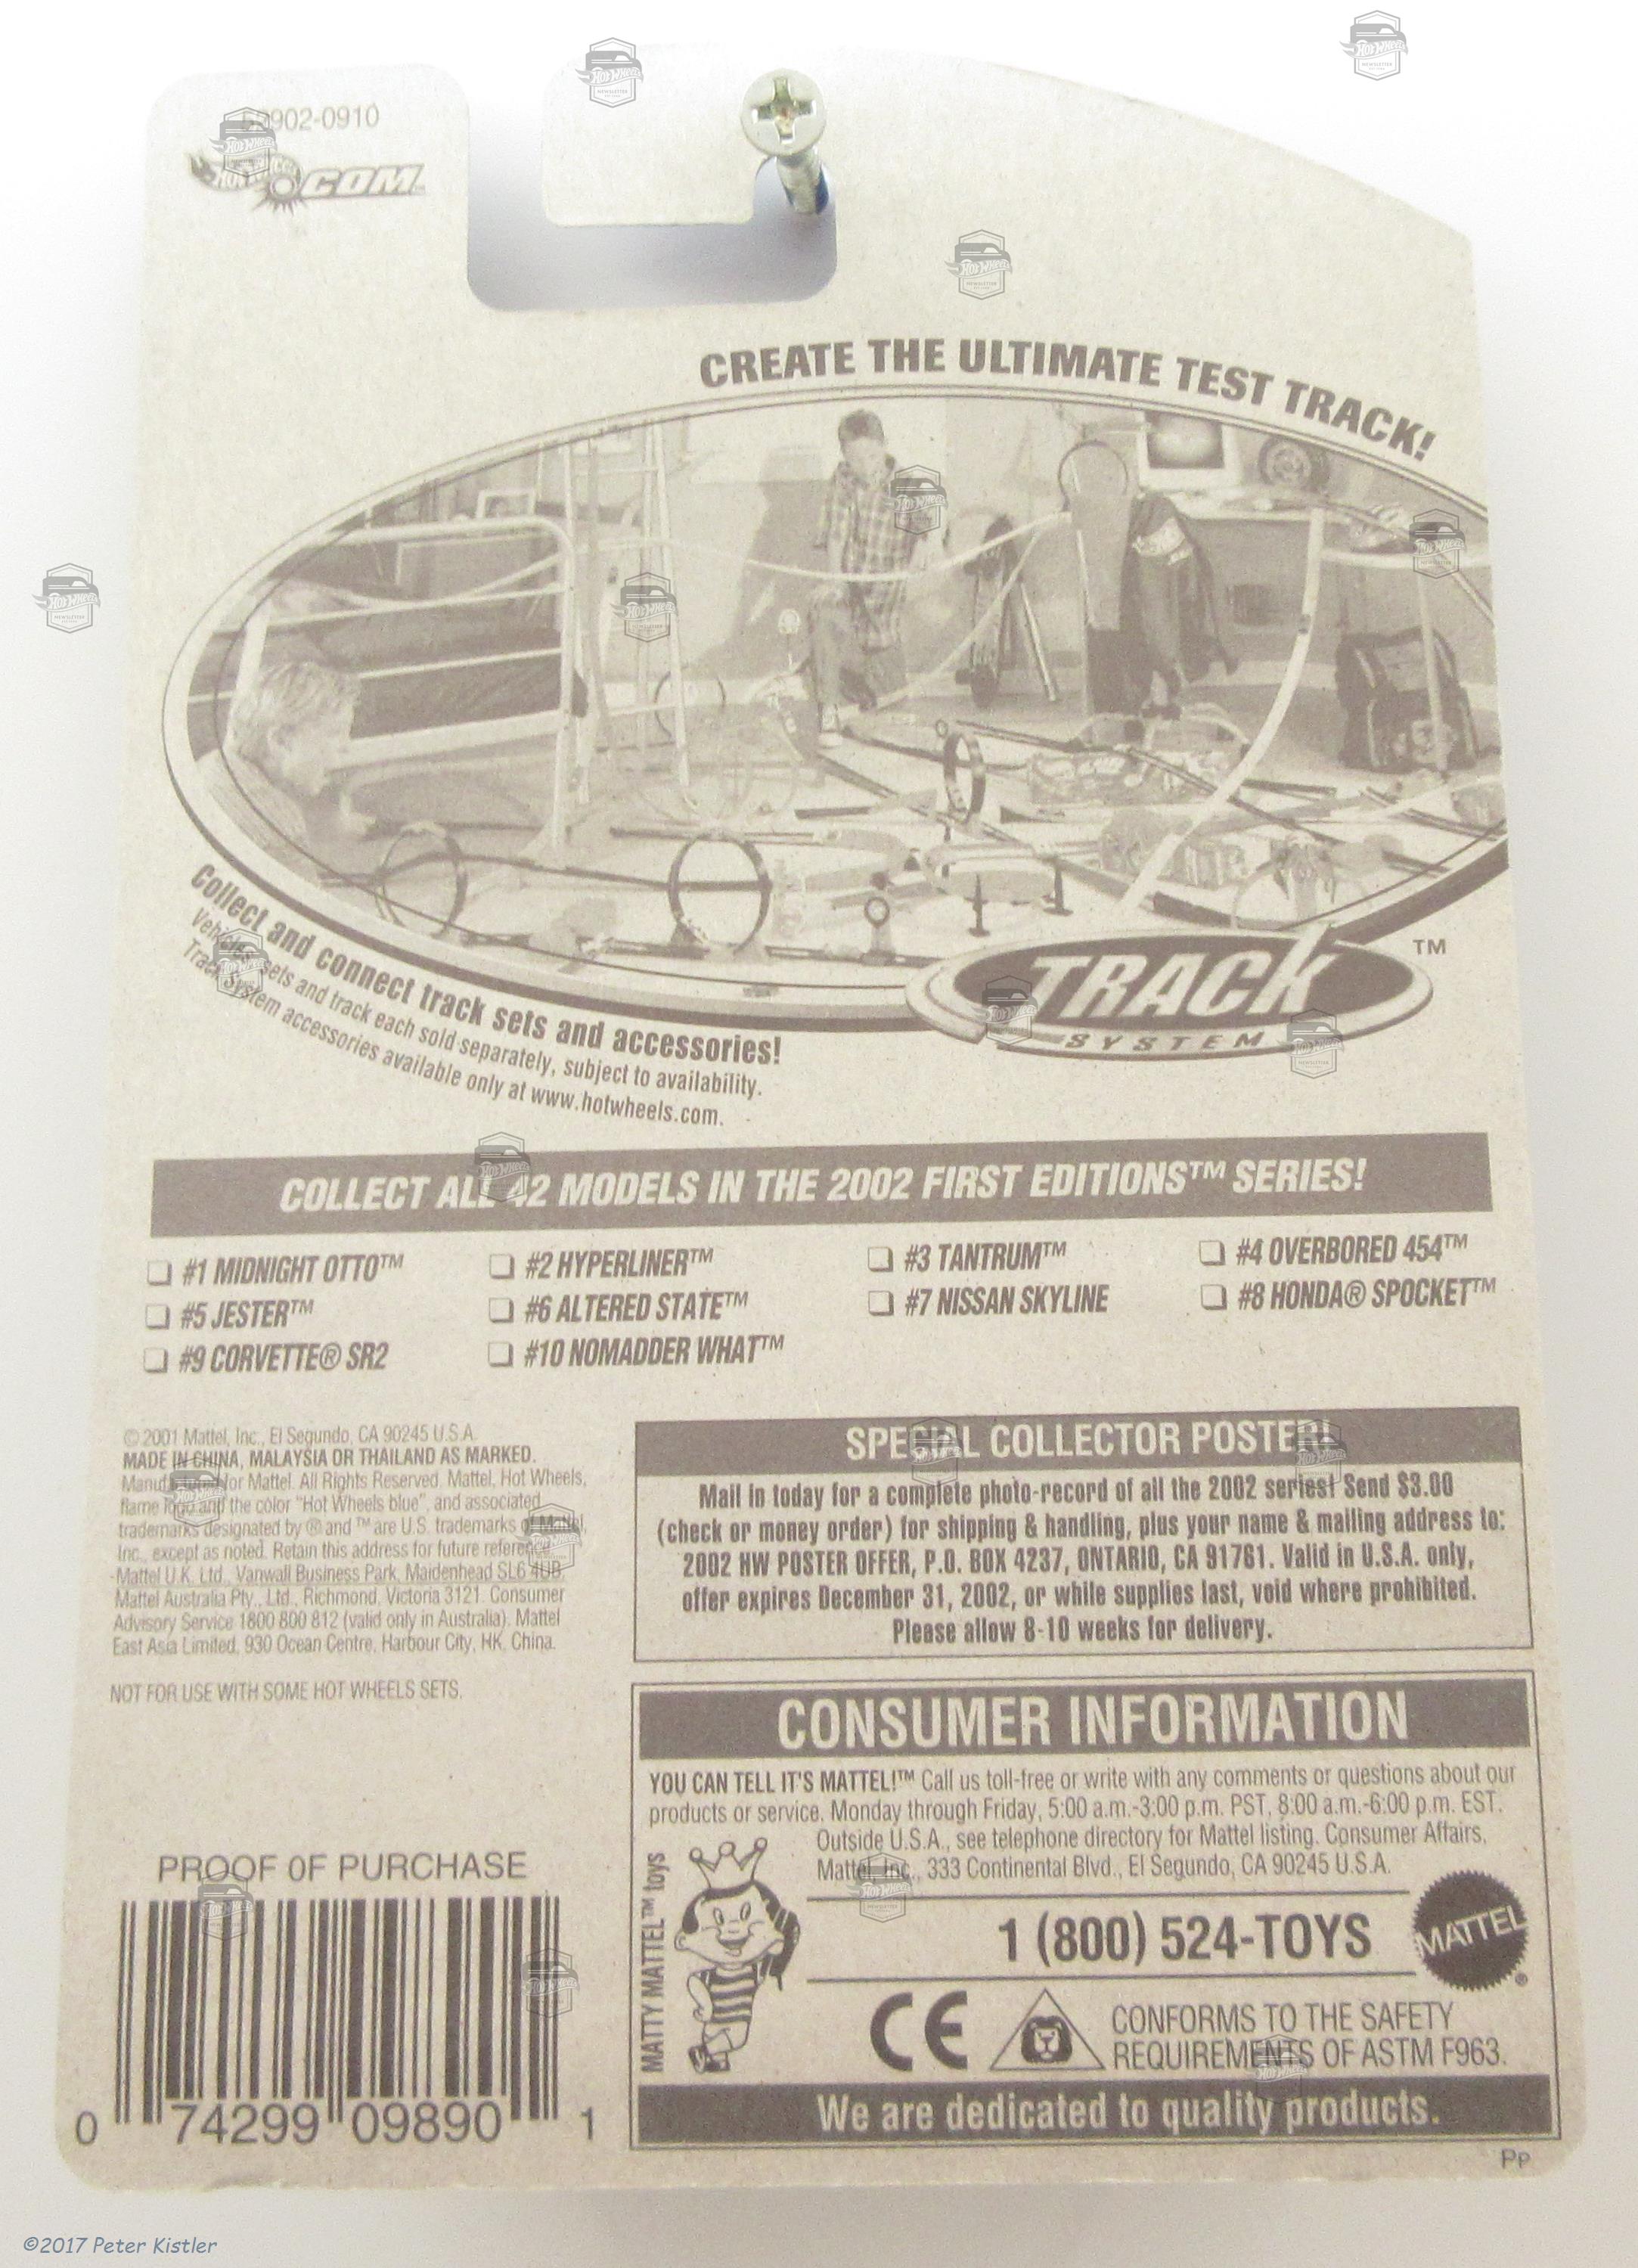 902-0910
HOT WHEELS .COM
CREATE THE ULTIMATE TEST TRACK!
TRACK ™
SYSTEM
Collect and connect track sets and accessories!
Vehicles, sets and track each sold separately, subject to availability.
Track System accessories available only at www.hotwheels.com.
COLLECT ALL 42 MODELS IN THE 2002 FIRST EDITIONS™ SERIES!
❏ #1 MIDNIGHT OTTO™ ❏ #2 HYPERLINER™ ❏ #3 TANTRUM™ ❏ #4 OVERBORED 454™
❏ #5 JESTER™ ❏ #6 ALTERED STATE™ ❏ #7 NISSAN SKYLINE ❏ #8 HONDA® SPOCKET™
❏ #9 CORVETTE® SR2 ❏ #10 NOMADDER WHAT™
© 2001 Mattel, Inc., El Segundo, CA 90245 U.S.A.
MADE IN CHINA, MALAYSIA OR THAILAND AS MARKED.
Manufactured for Mattel. All Rights Reserved. Mattel, Hot Wheels,
flame logo and the color "Hot Wheels blue", and associated
trademarks designated by ® and ™ are U.S. trademarks of Mattel,
Inc., except as noted. Retain this address for future reference.
-Mattel U.K. Ltd., Vanwall Business Park, Maidenhead SL6 4UB.
Mattel Australia Pty., Ltd., Richmond, Victoria 3121. Consumer
Advisory Service 1800 800 812 (valid only in Australia). Mattel
East Asia Limited, 930 Ocean Centre, Harbour City, HK, China.
NOT FOR USE WITH SOME HOT WHEELS SETS.
SPECIAL COLLECTOR POSTER!
Mail in today for a complete photo-record of all the 2002 series! Send $3.00
(check or money order) for shipping & handling, plus your name & mailing address to:
2002 HW POSTER OFFER, P.O. BOX 4237, ONTARIO, CA 91761. Valid in U.S.A. only,
offer expires December 31, 2002, or while supplies last, void where prohibited.
Please allow 8-10 weeks for delivery.
CONSUMER INFORMATION
YOU CAN TELL IT'S MATTEL!™ Call us toll-free or write with any comments or questions about our
products or service. Monday through Friday, 5:00 a.m.-3:00 p.m. PST, 8:00 a.m.-6:00 p.m. EST.
Outside U.S.A., see telephone directory for Mattel listing. Consumer Affairs,
Mattel, Inc., 333 Continental Blvd., El Segundo, CA 90245 U.S.A.
MATTY MATTEL™ toys
1 (800) 524-TOYS
MATTEL ®
CE
CONFORMS TO THE SAFETY
REQUIREMENTS OF ASTM F963.
We are dedicated to quality products.
PROOF OF PURCHASE
0 74299 09890 1
Pp
©2017 Peter Kistler